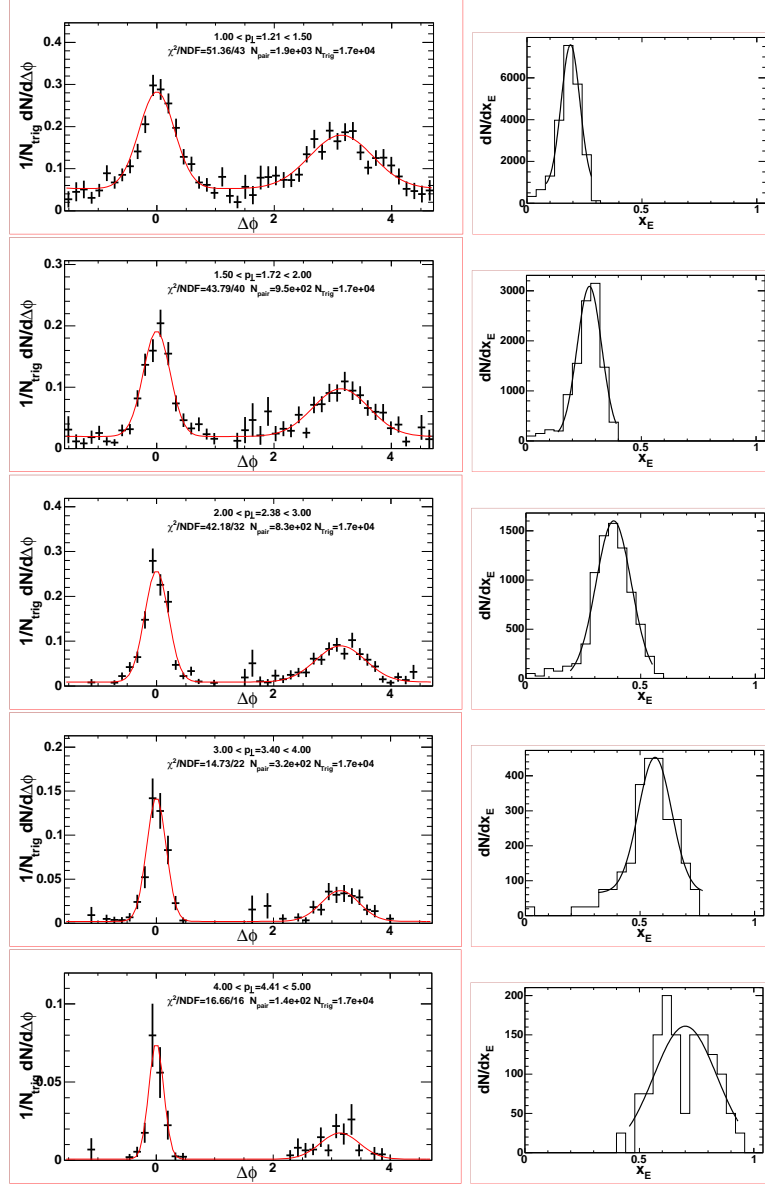 1.00 < p⊥=1.21 < 1.50
χ²/NDF=51.36/43 N_pair=1.9e+03 N_Trig=1.7e+04
1/N_trig dN/dΔφ
0.4
0.3
0.2
0.1
0
0 2 4
Δφ
dN/dx_E
6000
4000
2000
0
0 0.5 1
x_E
1.50 < p⊥=1.72 < 2.00
χ²/NDF=43.79/40 N_pair=9.5e+02 N_Trig=1.7e+04
1/N_trig dN/dΔφ
0.3
0.2
0.1
0
0 2 4
Δφ
dN/dx_E
3000
2000
1000
0
0 0.5 1
x_E
2.00 < p⊥=2.38 < 3.00
χ²/NDF=42.18/32 N_pair=8.3e+02 N_Trig=1.7e+04
1/N_trig dN/dΔφ
0.4
0.3
0.2
0.1
0
0 2 4
Δφ
dN/dx_E
1500
1000
500
0
0 0.5 1
x_E
3.00 < p⊥=3.40 < 4.00
χ²/NDF=14.73/22 N_pair=3.2e+02 N_Trig=1.7e+04
1/N_trig dN/dΔφ
0.2
0.15
0.1
0.05
0
0 2 4
Δφ
dN/dx_E
400
300
200
100
0
0 0.5 1
x_E
4.00 < p⊥=4.41 < 5.00
χ²/NDF=16.66/16 N_pair=1.4e+02 N_Trig=1.7e+04
1/N_trig dN/dΔφ
0.1
0.05
0
0 2 4
Δφ
dN/dx_E
200
150
100
50
0
0 0.5 1
x_E